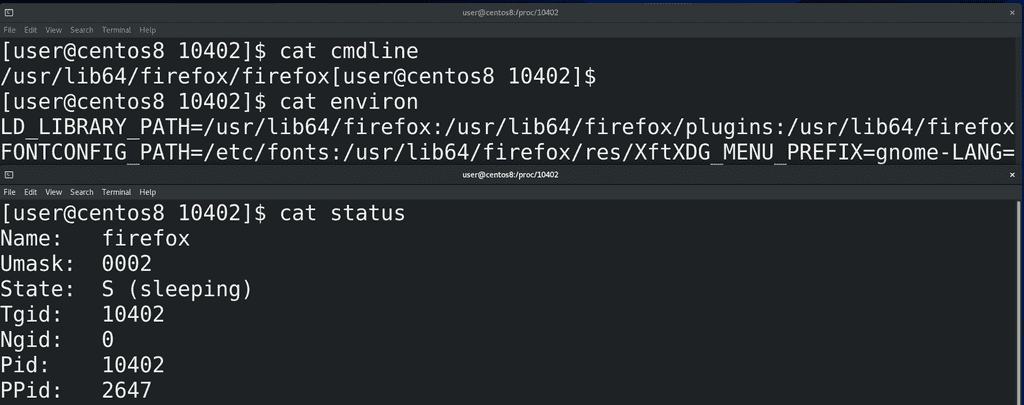 user@centos8:/proc/10402 ×
File Edit View Search Terminal Help
[user@centos8 10402]$ cat cmdline
/usr/lib64/firefox/firefox[user@centos8 10402]$
[user@centos8 10402]$ cat environ
LD_LIBRARY_PATH=/usr/lib64/firefox:/usr/lib64/firefox/plugins:/usr/lib64/firefox
FONTCONFIG_PATH=/etc/fonts:/usr/lib64/firefox/res/XftXDG_MENU_PREFIX=gnome-LANG=
user@centos8:/proc/10402 ×
File Edit View Search Terminal Help
[user@centos8 10402]$ cat status
Name: firefox
Umask: 0002
State: S (sleeping)
Tgid: 10402
Ngid: 0
Pid: 10402
PPid: 2647